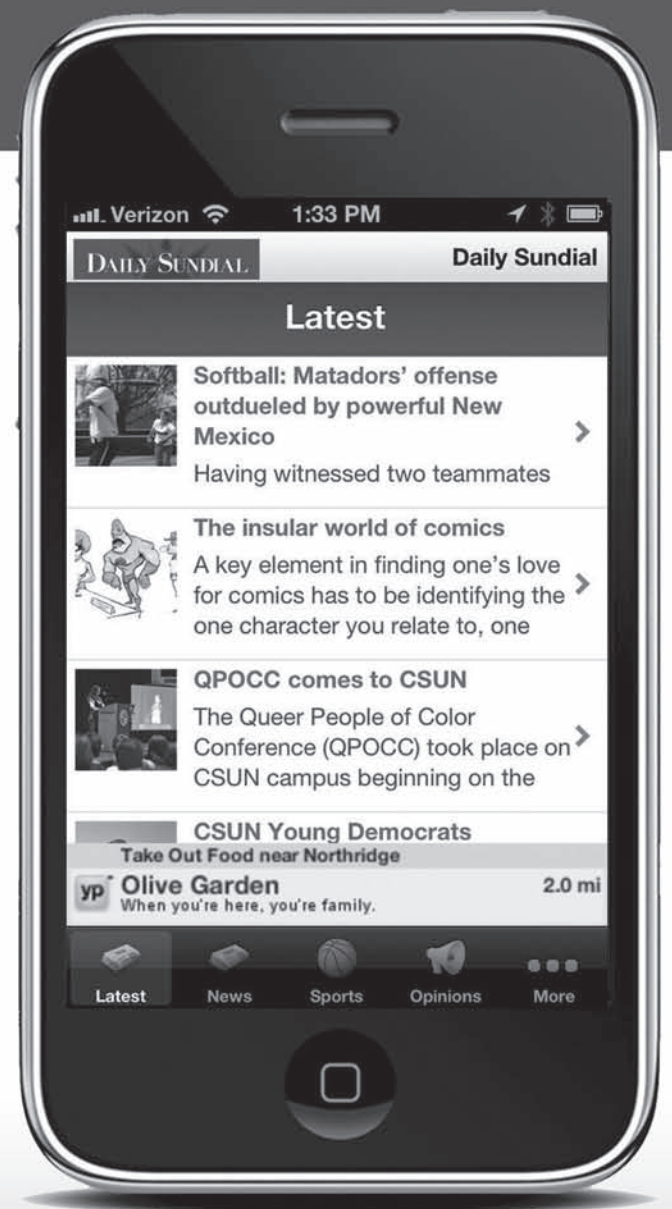 Verizon 1:33 PM
DAILY SUNDIAL Daily Sundial
Latest
Softball: Matadors' offense
outdueled by powerful New
Mexico
Having witnessed two teammates
The insular world of comics
A key element in finding one's love
for comics has to be identifying the
one character you relate to, one
QPOCC comes to CSUN
The Queer People of Color
Conference (QPOCC) took place on
CSUN campus beginning on the
CSUN Young Democrats
Take Out Food near Northridge
yp Olive Garden 2.0 mi
When you're here, you're family.
Latest News Sports Opinions More